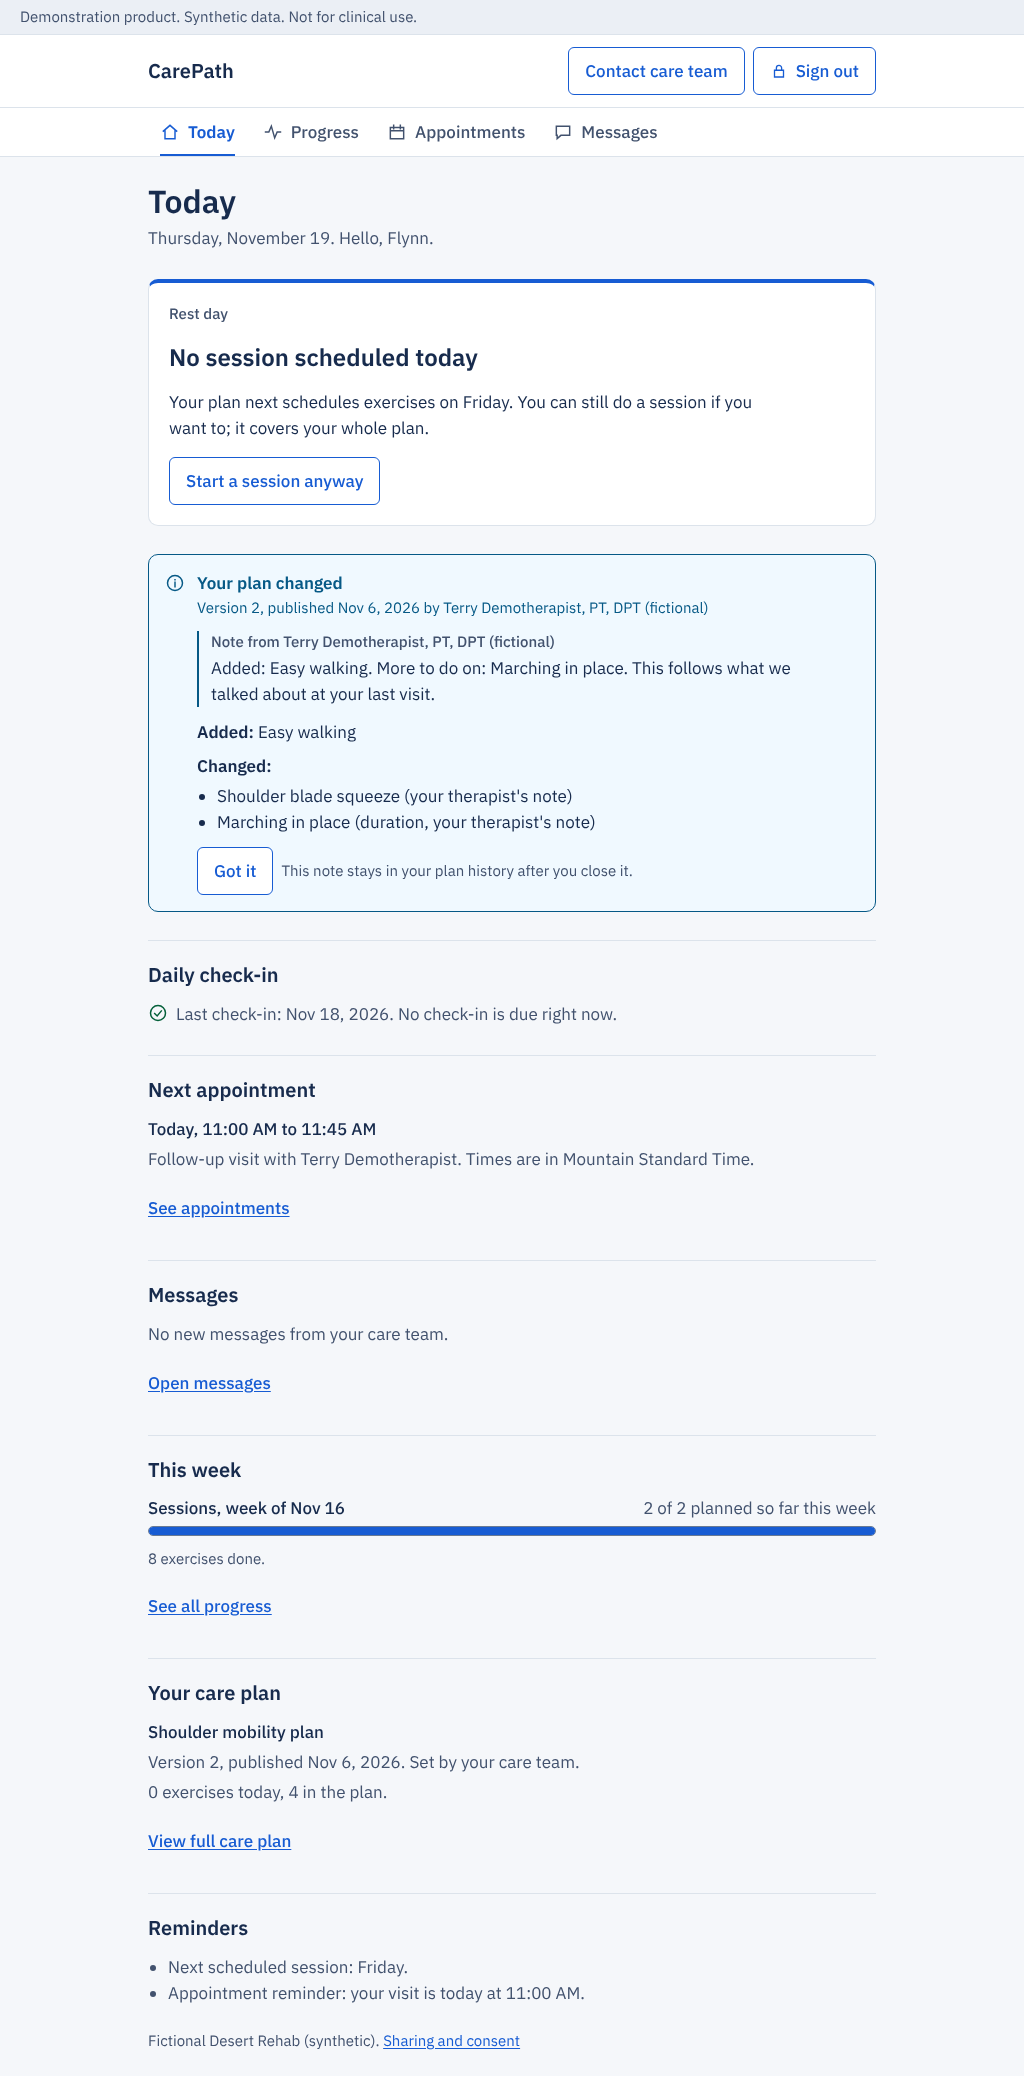 Demonstration product. Synthetic data. Not for clinical use.
CarePath
Contact care team
Sign out
Today
Progress
Appointments
Messages
Today
Thursday, November 19. Hello, Flynn.
Rest day
No session scheduled today
Your plan next schedules exercises on Friday. You can still do a session if you
want to; it covers your whole plan.
Start a session anyway
Your plan changed
Version 2, published Nov 6, 2026 by Terry Demotherapist, PT, DPT (fictional)
Note from Terry Demotherapist, PT, DPT (fictional)
Added: Easy walking. More to do on: Marching in place. This follows what we
talked about at your last visit.
Added: Easy walking
Changed:
• Shoulder blade squeeze (your therapist's note)
• Marching in place (duration, your therapist's note)
Got it
This note stays in your plan history after you close it.
Daily check-in
Last check-in: Nov 18, 2026. No check-in is due right now.
Next appointment
Today, 11:00 AM to 11:45 AM
Follow-up visit with Terry Demotherapist. Times are in Mountain Standard Time.
See appointments
Messages
No new messages from your care team.
Open messages
This week
Sessions, week of Nov 16
2 of 2 planned so far this week
8 exercises done.
See all progress
Your care plan
Shoulder mobility plan
Version 2, published Nov 6, 2026. Set by your care team.
0 exercises today, 4 in the plan.
View full care plan
Reminders
• Next scheduled session: Friday.
• Appointment reminder: your visit is today at 11:00 AM.
Fictional Desert Rehab (synthetic). Sharing and consent